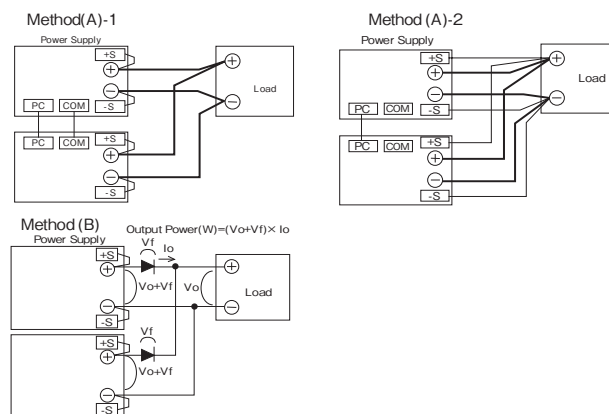 Method(A)-1
Power Supply
+S
+
−
-S
PC
COM
PC
COM
+S
+
−
-S
+
−
Load
Method (A)-2
Power Supply
+S
+
−
-S
PC
COM
PC
COM
+S
+
−
-S
+
−
Load
Method (B)
Power Supply
Output Power(W)=(Vo+Vf)× Io
+S
+
−
-S
Vf
Io
Vo+Vf
Vo
+
−
Load
+S
+
−
-S
Vf
Vo+Vf